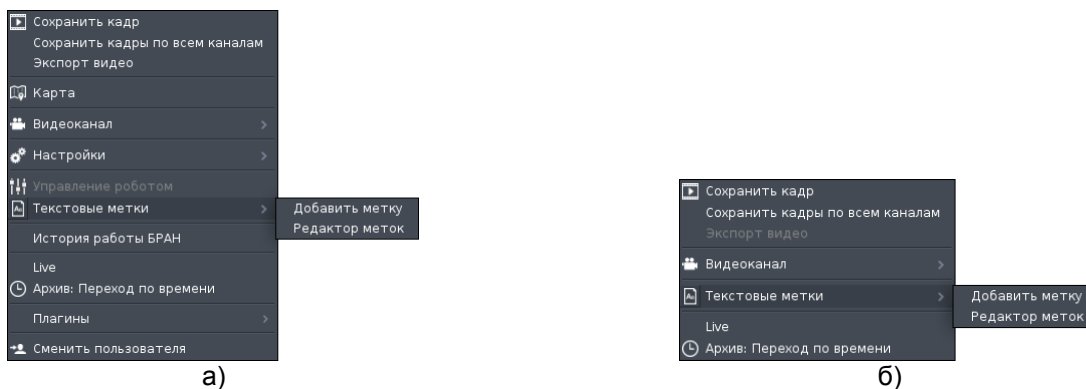 Сохранить кадр
Сохранить кадры по всем каналам
Экспорт видео
Карта
Видеоканал
Настройки
Управление роботом
Текстовые метки
Добавить метку
Редактор меток
История работы БРАН
Live
Архив: Переход по времени
Плагины
Сменить пользователя
а)
Сохранить кадр
Сохранить кадры по всем каналам
Экспорт видео
Видеоканал
Текстовые метки
Добавить метку
Редактор меток
Live
Архив: Переход по времени
б)